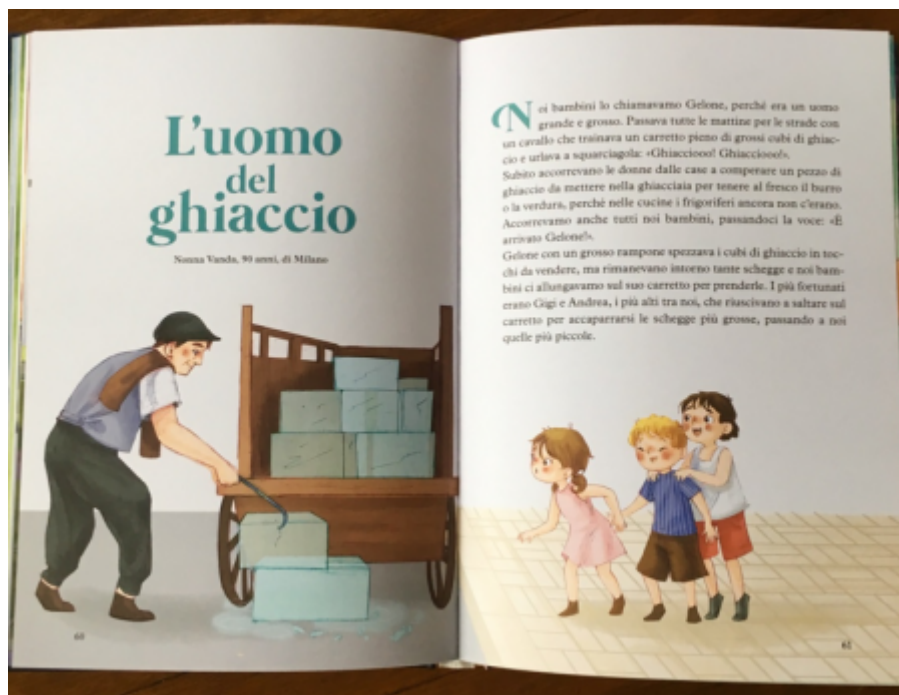 L'uomo
del
ghiaccio
Nonna Vanda, 90 anni, di Milano
60
Noi bambini lo chiamavamo Gelone, perché era un uomo
grande e grosso. Passava tutte le mattine per le strade con
un cavallo che trainava un carretto pieno di grossi cubi di ghiac-
cio e urlava a squarciagola: «Ghiacciooo! Ghiacciooo!».
Subito accorrevano le donne dalle case a comperare un pezzo di
ghiaccio da mettere nella ghiacciaia per tenere al fresco il burro
o la verdura, perché nelle cucine i frigoriferi ancora non c'erano.
Accorrevamo anche tutti noi bambini, passandoci la voce: «È
arrivato Gelone!».
Gelone con un grosso rampone spezzava i cubi di ghiaccio in toc-
chi da vendere, ma rimanevano intorno tante schegge e noi bam-
bini ci allungavamo sul suo carretto per prenderle. I più fortunati
erano Gigi e Andrea, i più alti tra noi, che riuscivano a saltare sul
carretto per accaparrarsi le schegge più grosse, passando a noi
quelle più piccole.
61